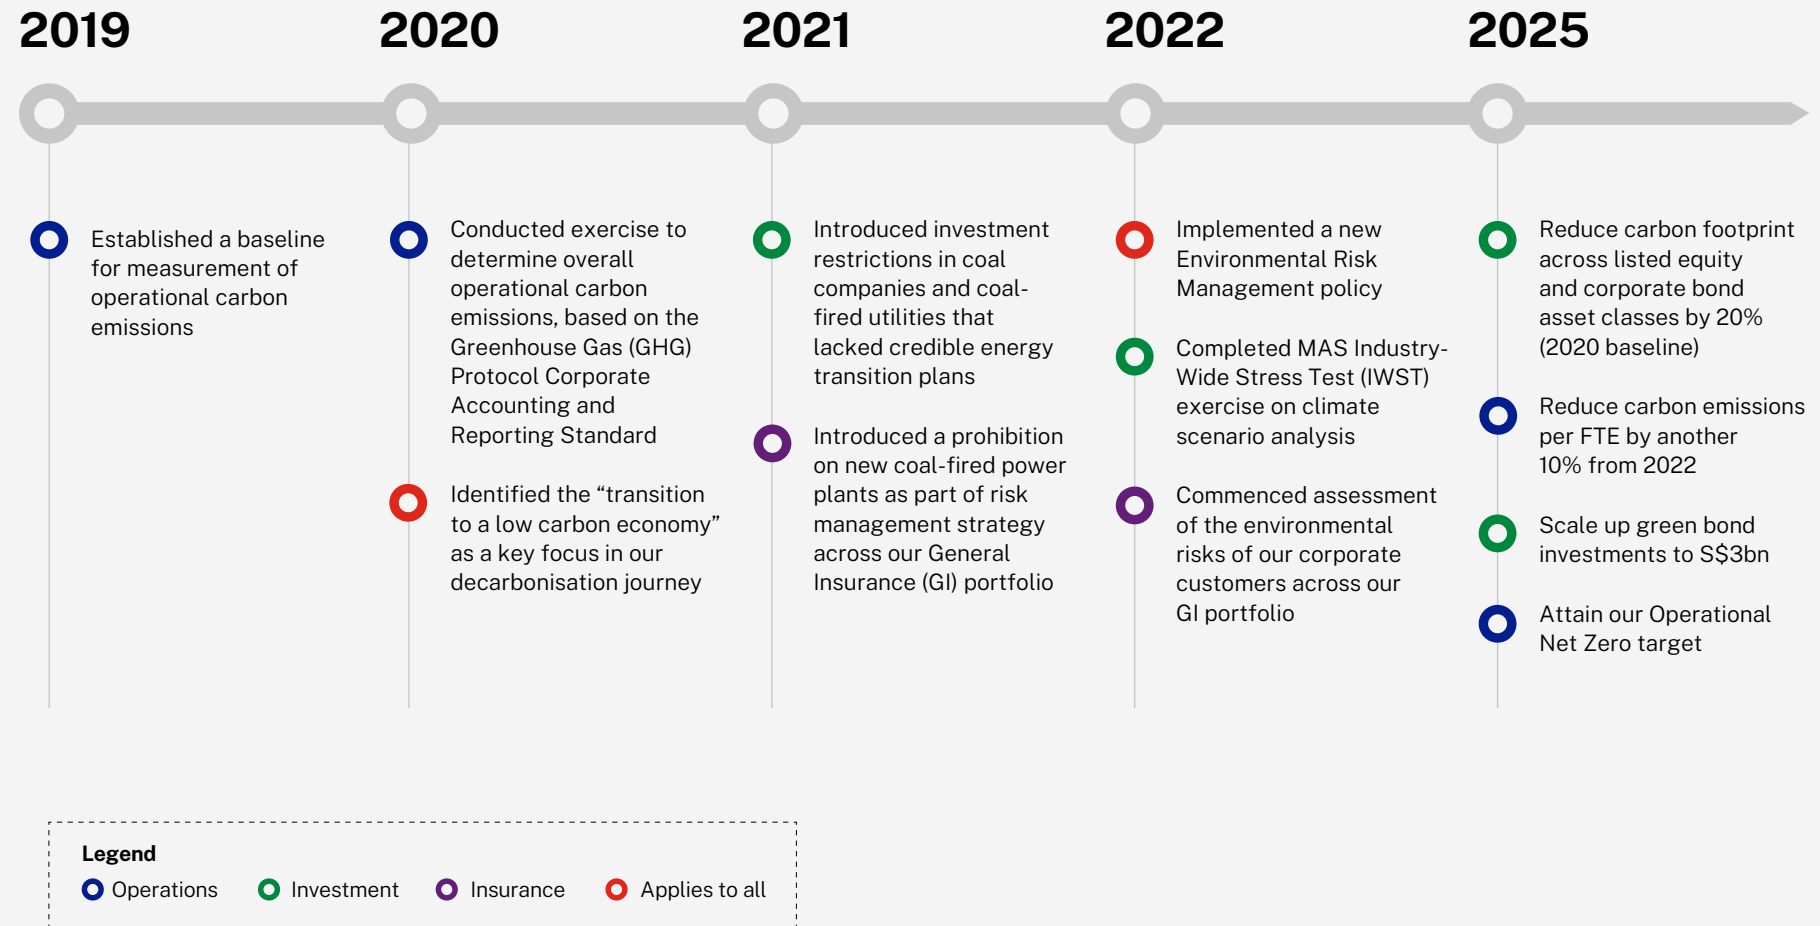 2019
2020
2021
2022
2025
Established a baseline
for measurement of
operational carbon
emissions
Conducted exercise to
determine overall
operational carbon
emissions, based on the
Greenhouse Gas (GHG)
Protocol Corporate
Accounting and
Reporting Standard
Identified the “transition
to a low carbon economy”
as a key focus in our
decarbonisation journey
Introduced investment
restrictions in coal
companies and coal-
fired utilities that
lacked credible energy
transition plans
Introduced a prohibition
on new coal-fired power
plants as part of risk
management strategy
across our General
Insurance (GI) portfolio
Implemented a new
Environmental Risk
Management policy
Completed MAS Industry-
Wide Stress Test (IWST)
exercise on climate
scenario analysis
Commenced assessment
of the environmental
risks of our corporate
customers across our
GI portfolio
Reduce carbon footprint
across listed equity
and corporate bond
asset classes by 20%
(2020 baseline)
Reduce carbon emissions
per FTE by another
10% from 2022
Scale up green bond
investments to S$3bn
Attain our Operational
Net Zero target
Legend
Operations
Investment
Insurance
Applies to all